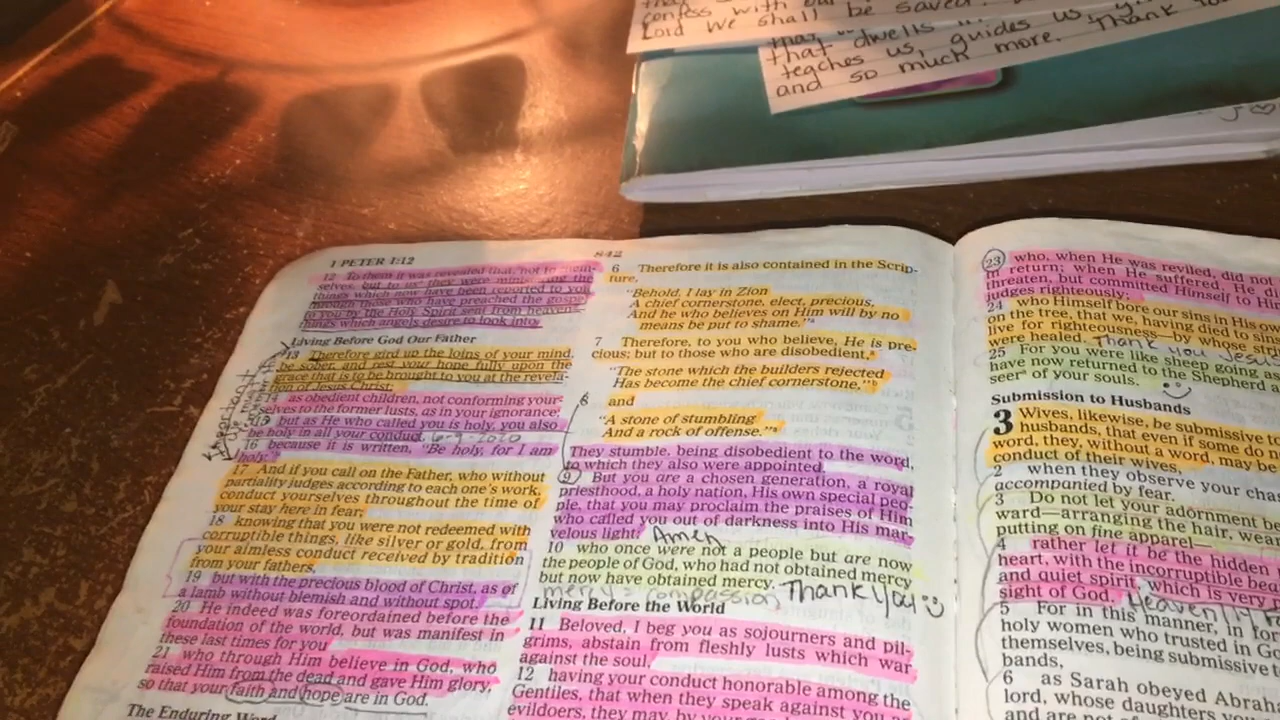 confess with our
Lord we shall be saved.
that dwells in
teaches us, guides us,
and so much more. Thank You
1 PETER 1:12
842
12 To them it was revealed that, not to them-
selves, but to us they were ministering the
things which now have been reported to you
through those who have preached the gospel
to you by the Holy Spirit sent from heaven—
things which angels desire to look into.
Living Before God Our Father
13 Therefore gird up the loins of your mind,
be sober, and rest your hope fully upon the
grace that is to be brought to you at the revela-
tion of Jesus Christ;
14 as obedient children, not conforming your-
selves to the former lusts, as in your ignorance;
15 but as He who called you is holy, you also
be holy in all your conduct, 6-9-2020
16 because it is written, "Be holy, for I am
holy."
17 And if you call on the Father, who without
partiality judges according to each one's work,
conduct yourselves throughout the time of
your stay here in fear;
18 knowing that you were not redeemed with
corruptible things, like silver or gold, from
your aimless conduct received by tradition
from your fathers,
19 but with the precious blood of Christ, as of
a lamb without blemish and without spot.
20 He indeed was foreordained before the
foundation of the world, but was manifest in
these last times for you
21 who through Him believe in God, who
raised Him from the dead and gave Him glory,
so that your faith and hope are in God.
The Enduring Word
6 Therefore it is also contained in the Scrip-
ture,
"Behold, I lay in Zion
A chief cornerstone, elect, precious,
And he who believes on Him will by no
means be put to shame."a
7 Therefore, to you who believe, He is pre-
cious; but to those who are disobedient,a
"The stone which the builders rejected
Has become the chief cornerstone,"b
8 and
"A stone of stumbling
And a rock of offense."a
They stumble, being disobedient to the word,
to which they also were appointed.
9 But you are a chosen generation, a royal
priesthood, a holy nation, His own special peo-
ple, that you may proclaim the praises of Him
who called you out of darkness into His mar-
velous light; Amen
10 who once were not a people but are now
the people of God, who had not obtained mercy
but now have obtained mercy.
mercy = compassion Thank You
Living Before the World
11 Beloved, I beg you as sojourners and pil-
grims, abstain from fleshly lusts which war
against the soul,
12 having your conduct honorable among the
Gentiles, that when they speak against you as
evildoers, they may, by your good
23 who, when He was reviled, did not
in return; when He suffered, He di
threaten, but committed Himself to Hi
judges righteously;
24 who Himself bore our sins in His ow
on the tree, that we, having died to sins,
live for righteousness—by whose stri
were healed. Thank you Jesus
25 For you were like sheep going as
have now returned to the Shepherd a
seer of your souls.
Submission to Husbands
3 Wives, likewise, be submissive to
husbands, that even if some do no
word, they, without a word, may be
conduct of their wives,
2 when they observe your cha
accompanied by fear.
3 Do not let your adornment be
ward—arranging the hair, wear
putting on fine apparel—
4 rather let it be the hidden
heart, with the incorruptible bea
and quiet spirit, which is very
sight of God. Heavenly
5 For in this manner, in for
holy women who trusted in Go
themselves, being submissive t
bands,
6 as Sarah obeyed Abrah
lord, whose daughters
and are not